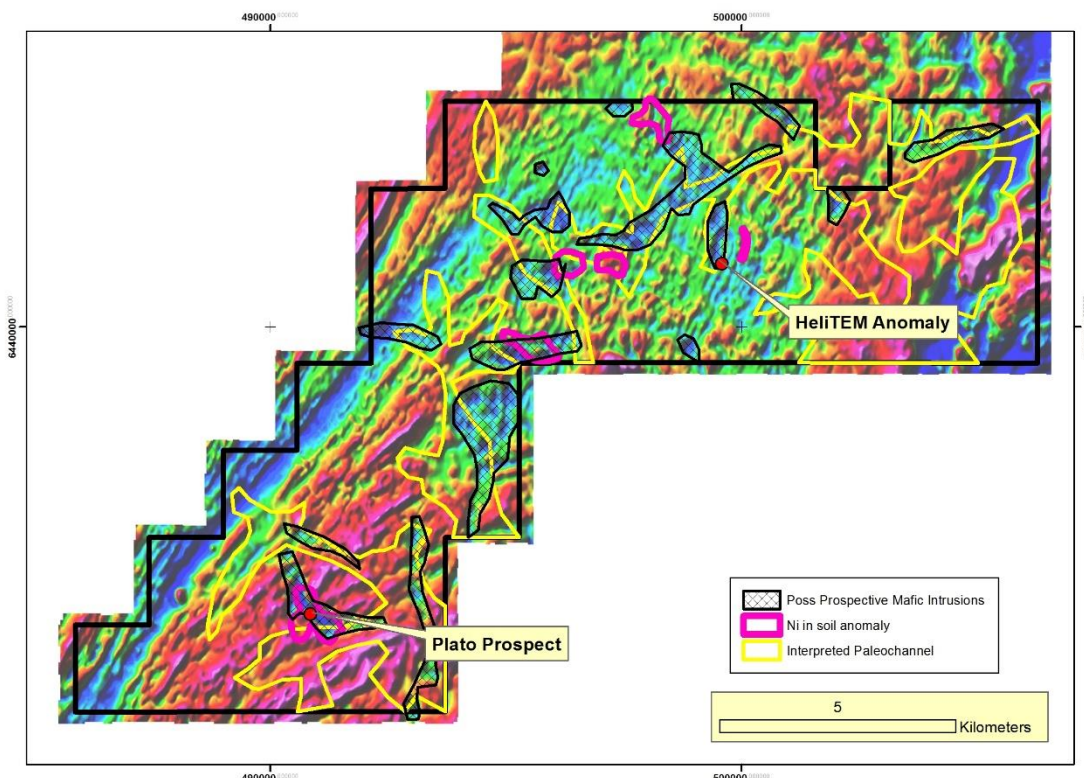 490000 500000
6440000
HeliTEM Anomaly
Plato Prospect
Poss Prospective Mafic Intrusions
Ni in soil anomaly
Interpreted Paleochannel
5
Kilometers
490000 500000